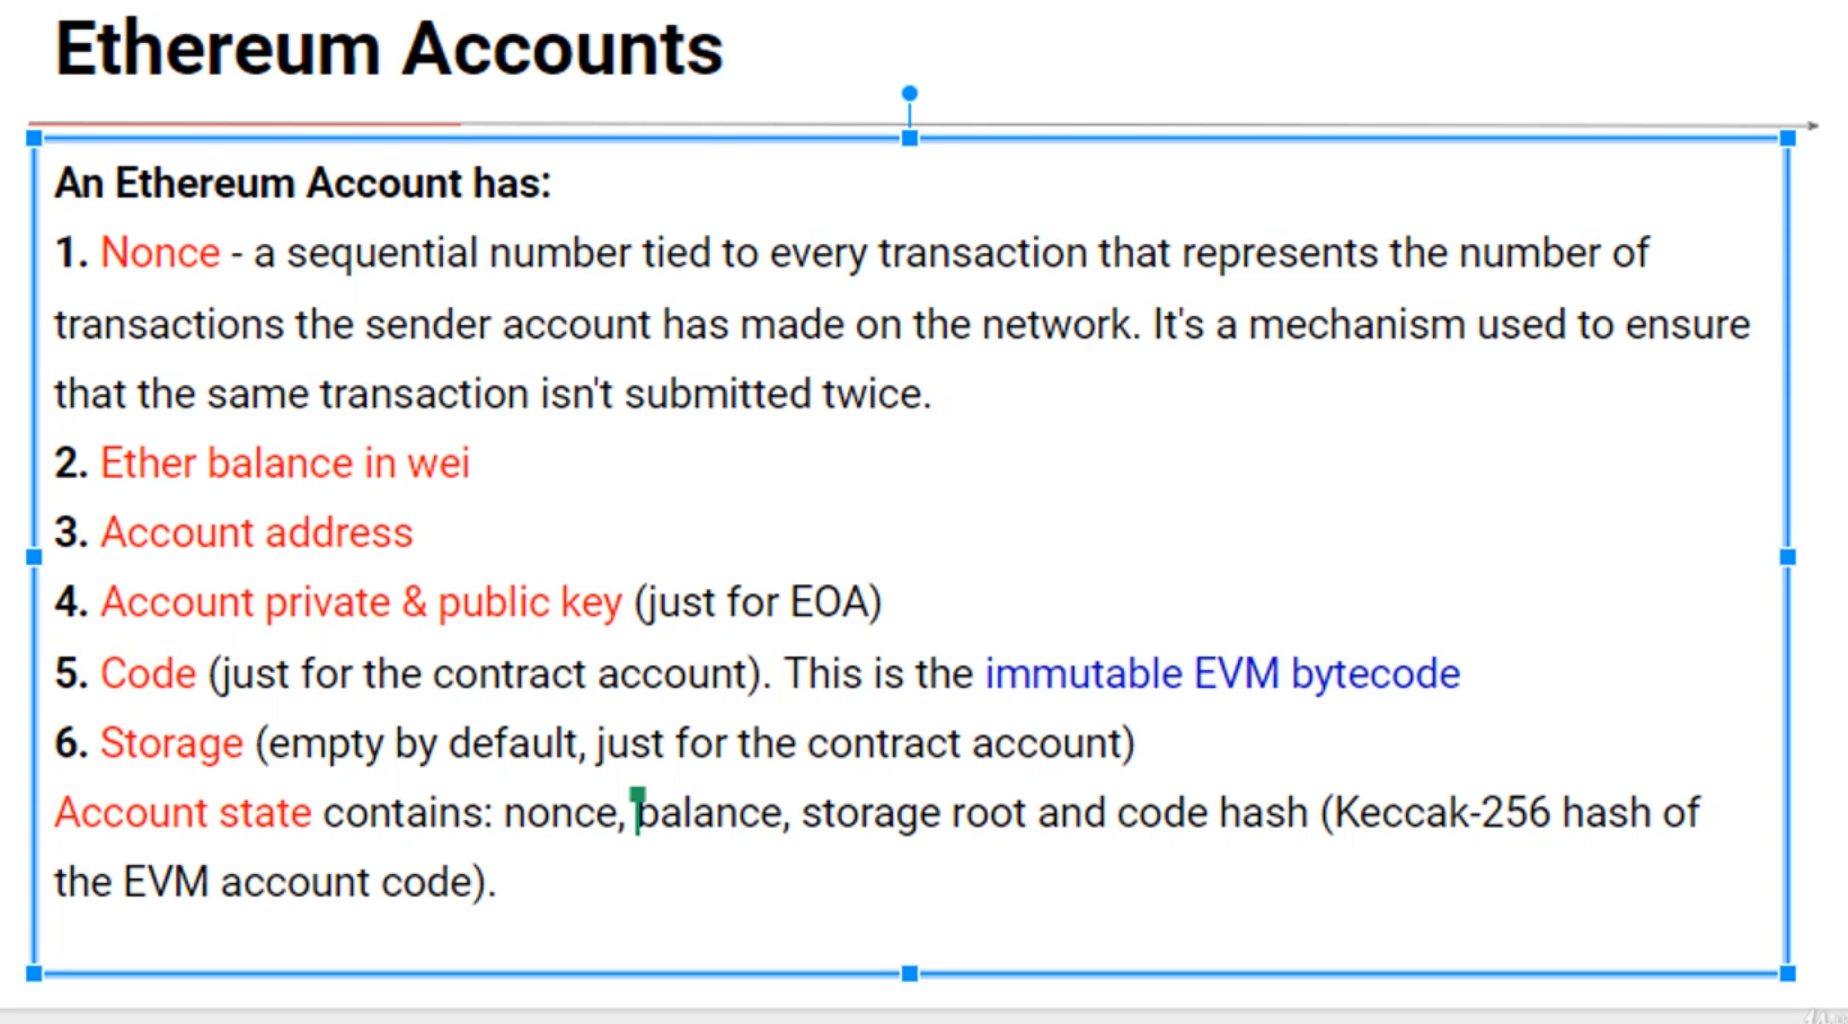 Ethereum Accounts
An Ethereum Account has:
1. Nonce - a sequential number tied to every transaction that represents the number of
transactions the sender account has made on the network. It's a mechanism used to ensure
that the same transaction isn't submitted twice.
2. Ether balance in wei
3. Account address
4. Account private & public key (just for EOA)
5. Code (just for the contract account). This is the immutable EVM bytecode
6. Storage (empty by default, just for the contract account)
Account state contains: nonce, balance, storage root and code hash (Keccak-256 hash of
the EVM account code).